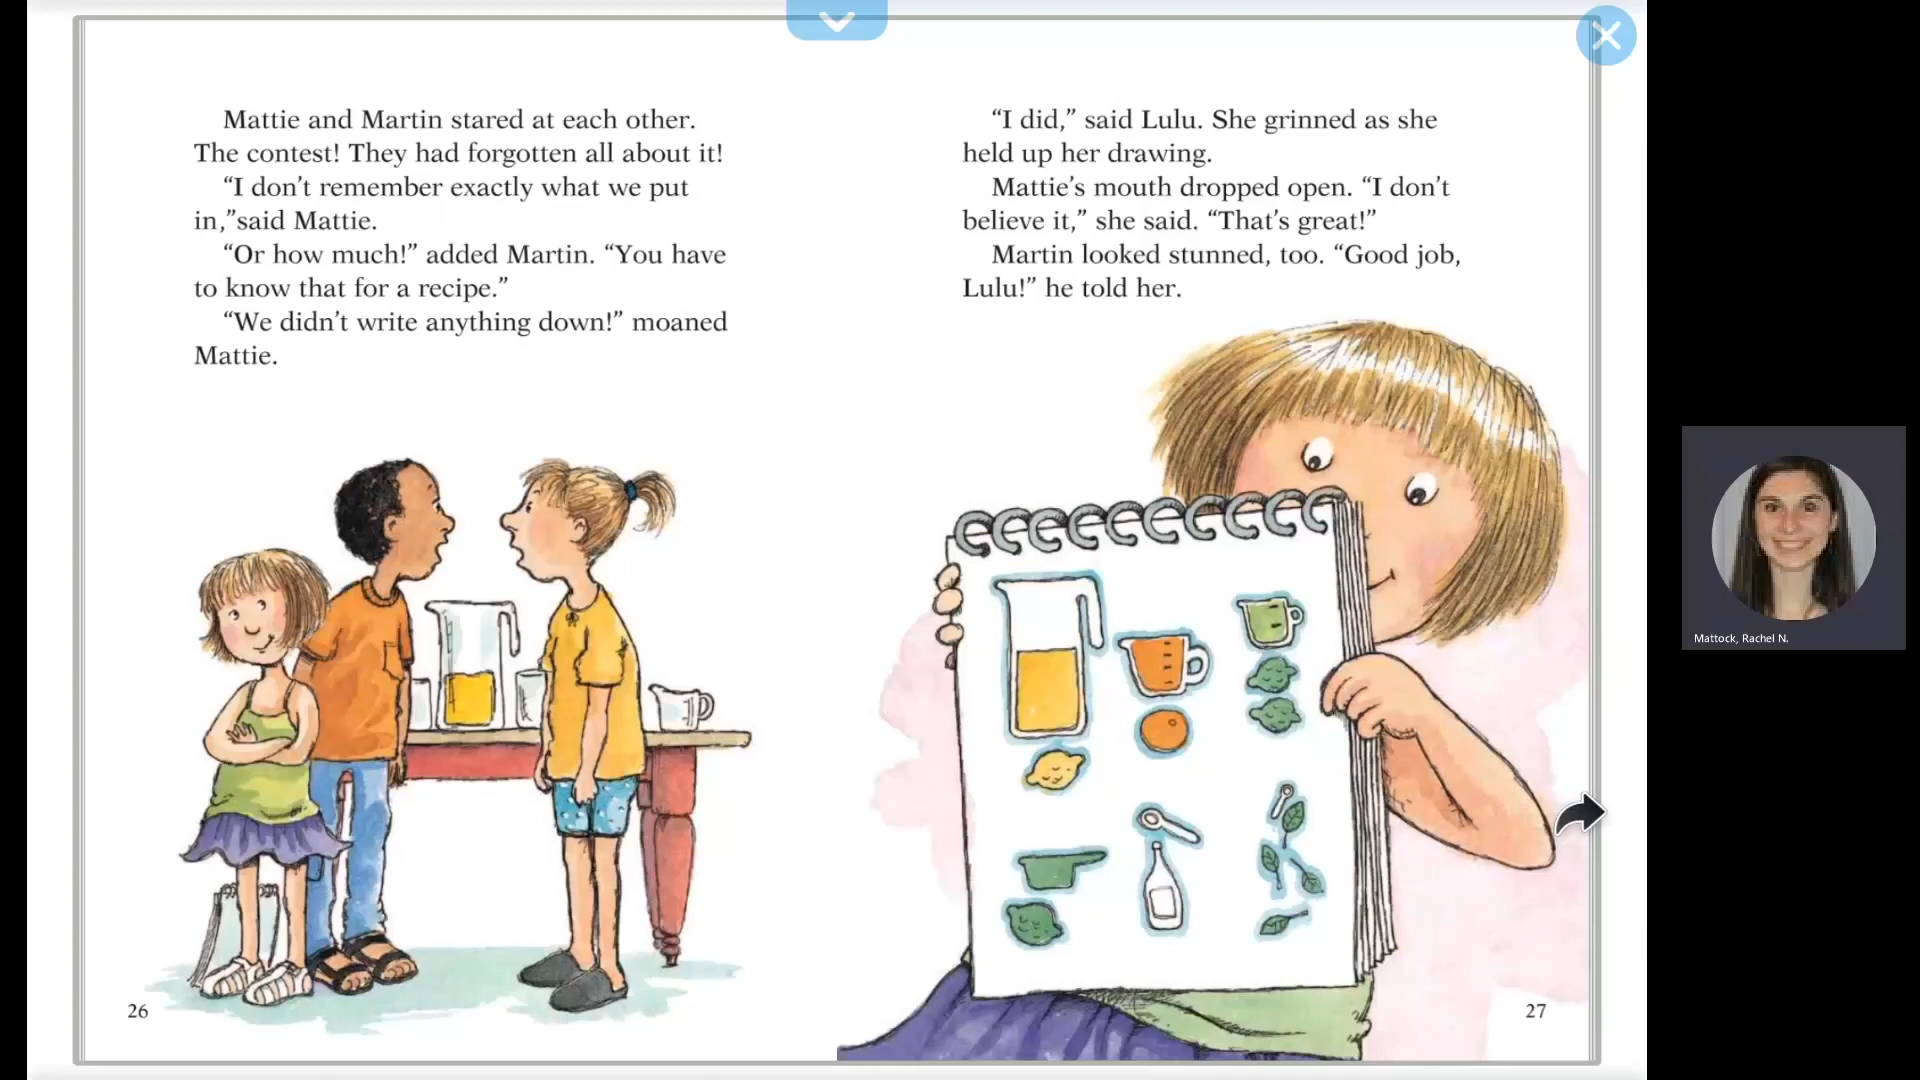 Mattie and Martin stared at each other.
The contest! They had forgotten all about it!
“I don’t remember exactly what we put
in,”said Mattie.
“Or how much!” added Martin. “You have
to know that for a recipe.”
“We didn’t write anything down!” moaned
Mattie.
26
“I did,” said Lulu. She grinned as she
held up her drawing.
Mattie’s mouth dropped open. “I don’t
believe it,” she said. “That’s great!”
Martin looked stunned, too. “Good job,
Lulu!” he told her.
27
Mattock, Rachel N.